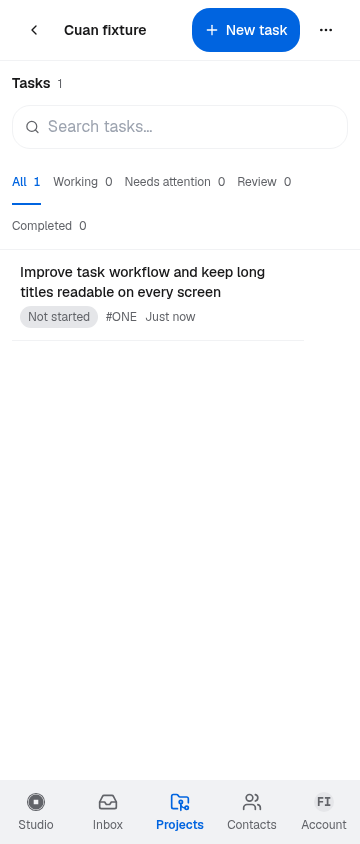 Cuan fixture
New task
Tasks 1
Search tasks...
All 1 Working 0 Needs attention 0 Review 0
Completed 0
Improve task workflow and keep long
titles readable on every screen
Not started #ONE Just now
FI
Studio Inbox Projects Contacts Account